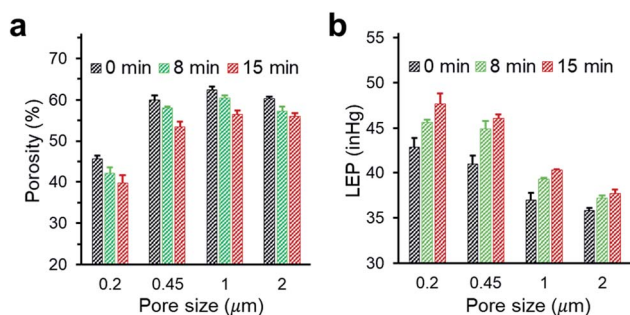 a
Porosity (%)
70
60
50
40
30
20
0 min 8 min 15 min
0.2 0.45 1 2
Pore size (μm)
b
LEP (inHg)
55
50
45
40
35
30
0 min 8 min 15 min
0.2 0.45 1 2
Pore size (μm)